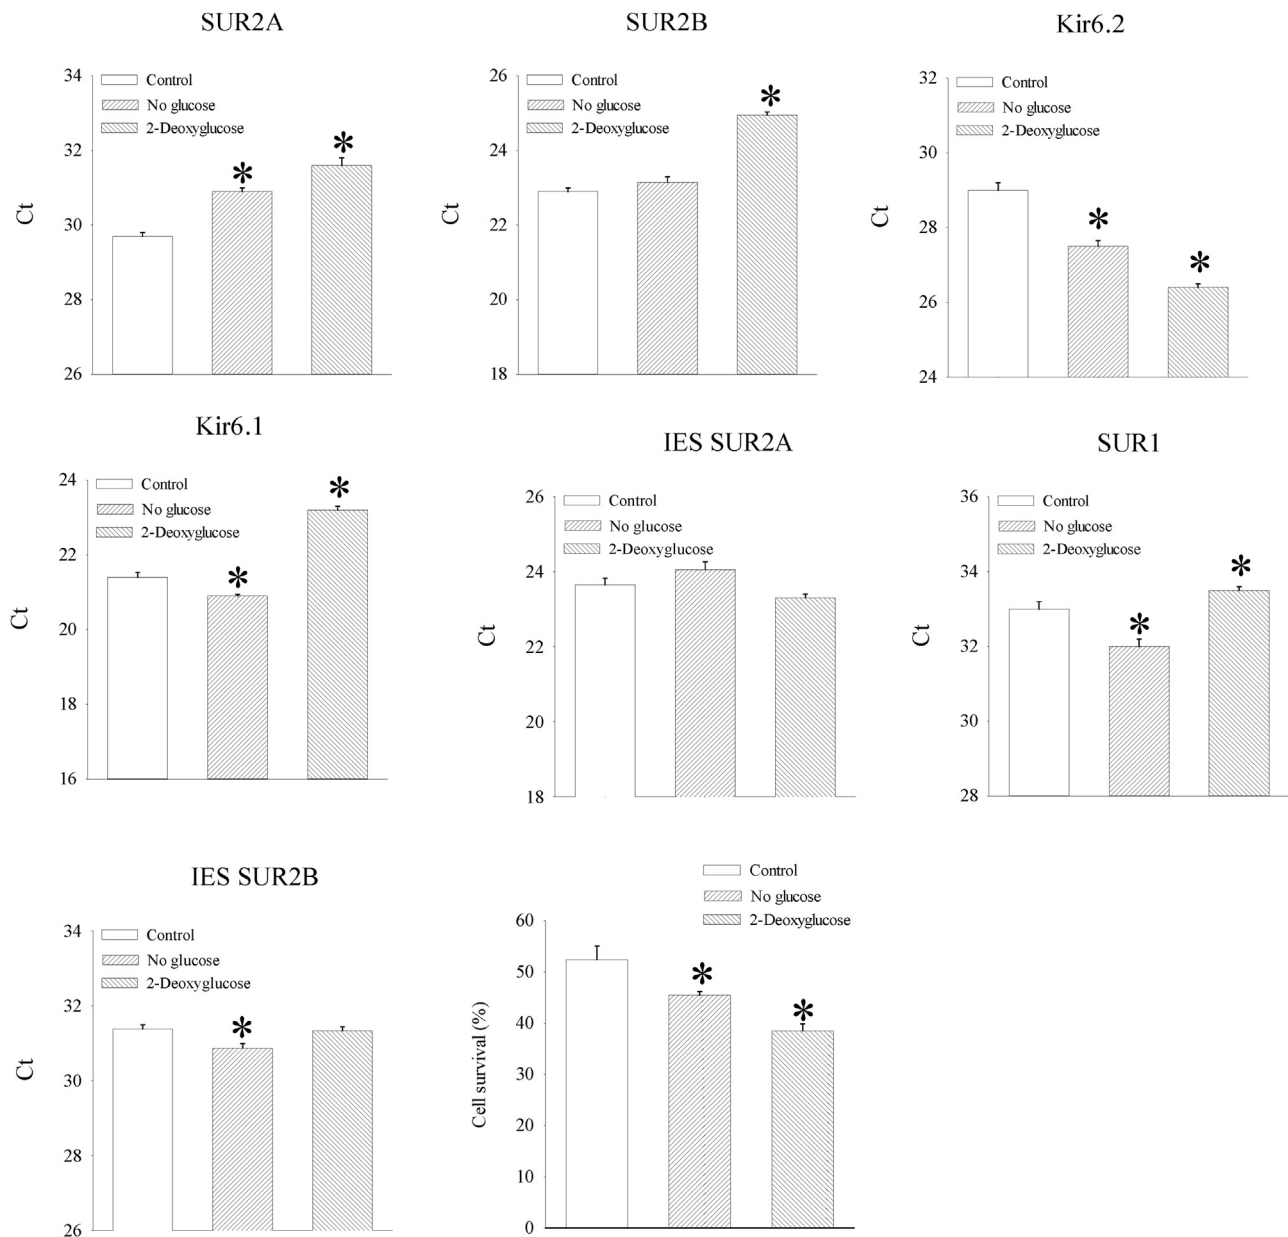 SUR2A
34
32
30
28
26
Ct
Control
No glucose
2-Deoxyglucose
*
*
SUR2B
26
24
22
20
18
Ct
Control
No glucose
2-Deoxyglucose
*
Kir6.2
32
30
28
26
24
Ct
Control
No glucose
2-Deoxyglucose
*
*
Kir6.1
24
22
20
18
16
Ct
Control
No glucose
2-Deoxyglucose
*
*
IES SUR2A
26
24
22
20
18
Ct
Control
No glucose
2-Deoxyglucose
SUR1
36
34
32
30
28
Ct
Control
No glucose
2-Deoxyglucose
*
*
IES SUR2B
34
32
30
28
26
Ct
Control
No glucose
2-Deoxyglucose
*
60
50
40
30
20
10
0
Cell survival (%)
Control
No glucose
2-Deoxyglucose
*
*